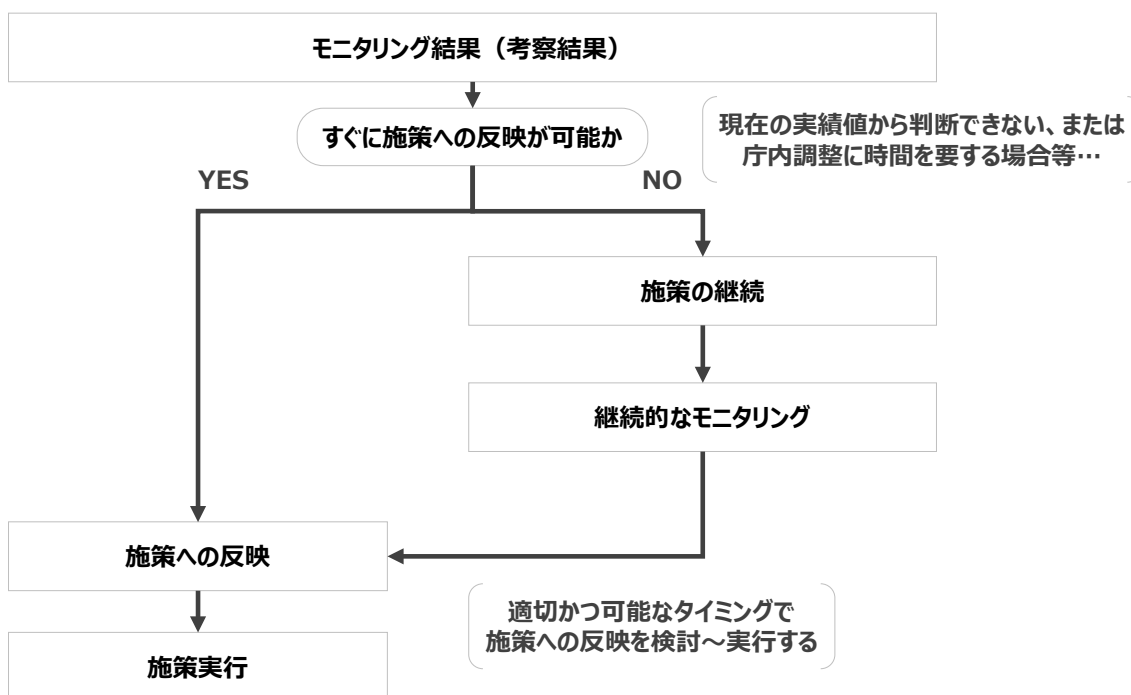 モニタリング結果（考察結果）
すぐに施策への反映が可能か
現在の実績値から判断できない、または
庁内調整に時間を要する場合等…
YES
NO
施策の継続
継続的なモニタリング
施策への反映
適切かつ可能なタイミングで
施策への反映を検討～実行する
施策実行